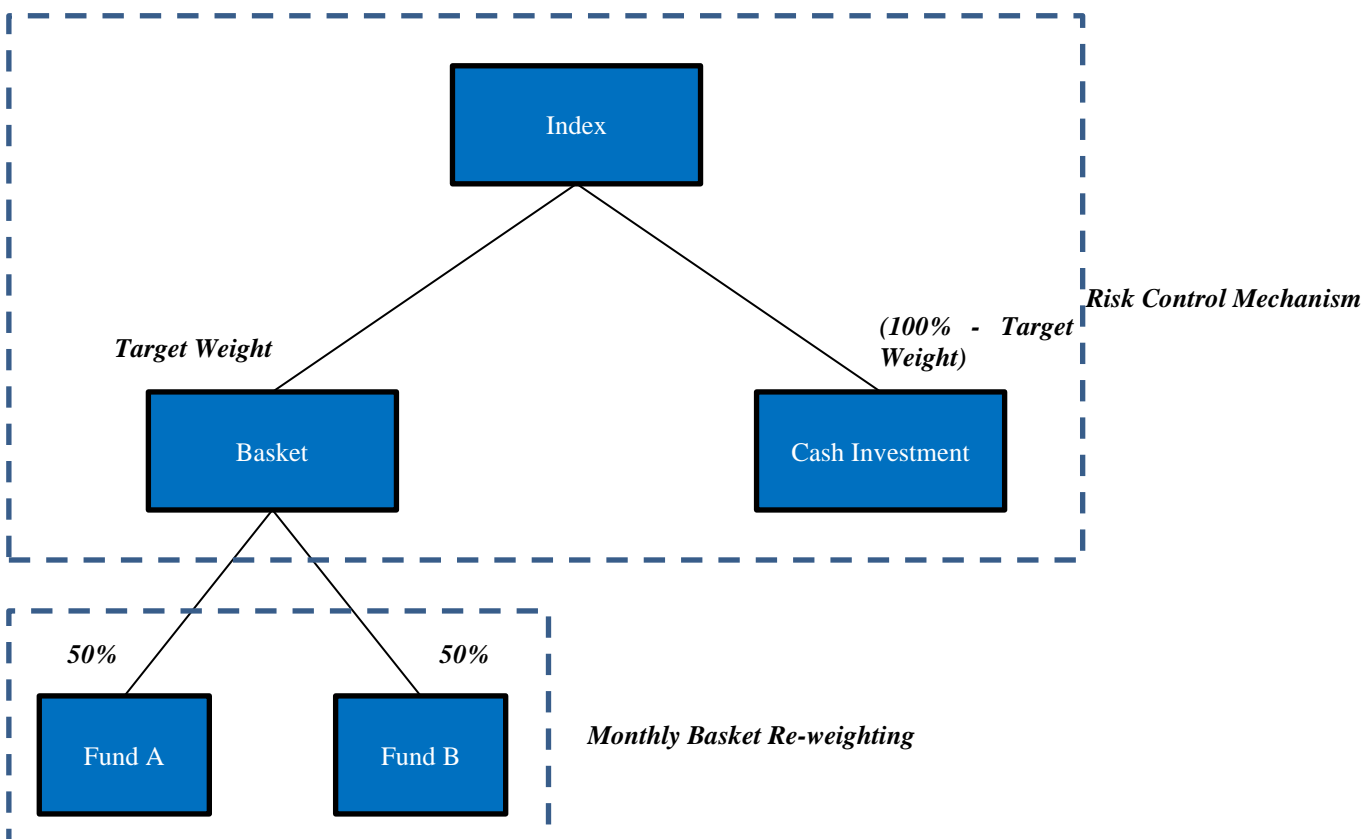 Index
Risk Control Mechanism
Target Weight
(100% - Target
Weight)
Basket
Cash Investment
50%
50%
Fund A
Fund B
Monthly Basket Re-weighting